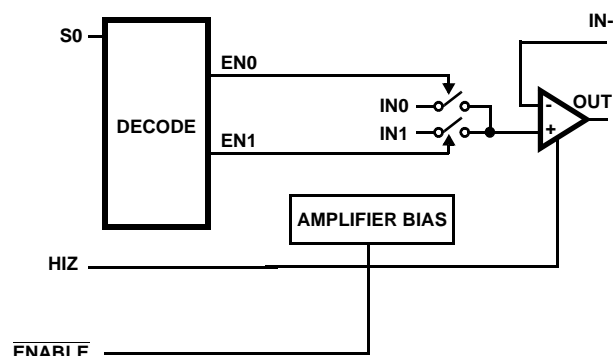 IN-
S0
EN0
IN0
OUT
-
DECODE
IN1
+
EN1
AMPLIFIER BIAS
HIZ
ENABLE